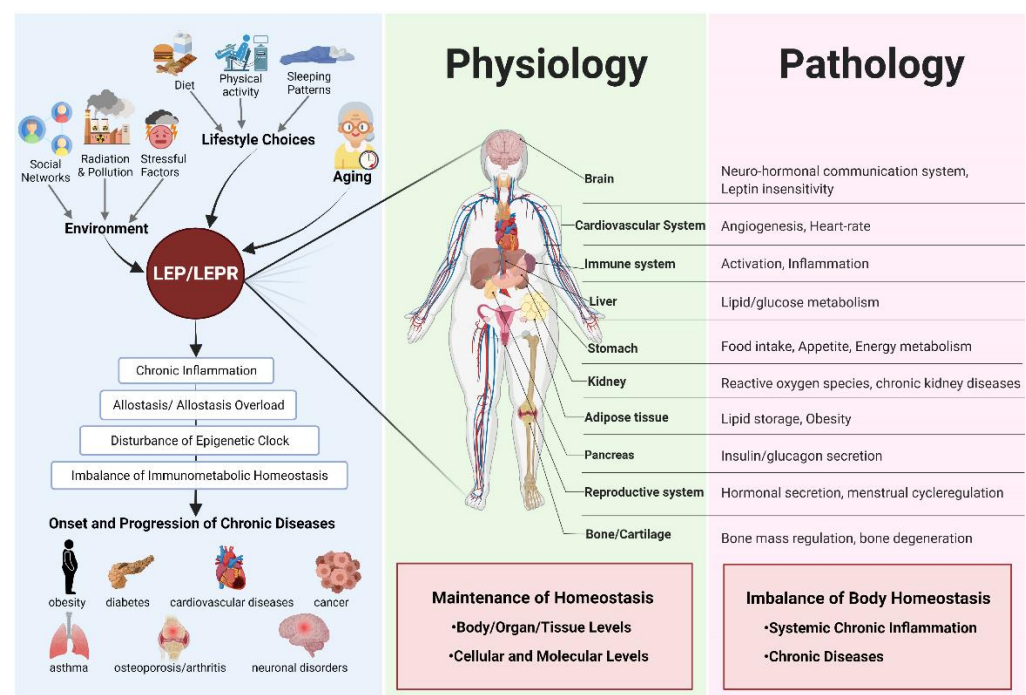 Diet
Physical
activity
Sleeping
Patterns
Lifestyle Choices
Social
Networks
Radiation
& Pollution
Stressful
Factors
Aging
Environment
LEP/LEPR
Chronic Inflammation
Allostasis/ Allostasis Overload
Disturbance of Epigenetic Clock
Imbalance of Immunometabolic Homeostasis
Onset and Progression of Chronic Diseases
obesity
diabetes
cardiovascular diseases
cancer
asthma
osteoporosis/arthritis
neuronal disorders
Physiology
Brain
Cardiovascular System
Immune system
Liver
Stomach
Kidney
Adipose tissue
Pancreas
Reproductive system
Bone/Cartilage
Maintenance of Homeostasis
•Body/Organ/Tissue Levels
•Cellular and Molecular Levels
Pathology
Neuro-hormonal communication system,
Leptin insensitivity
Angiogenesis, Heart-rate
Activation, Inflammation
Lipid/glucose metabolism
Food intake, Appetite, Energy metabolism
Reactive oxygen species, chronic kidney diseases
Lipid storage, Obesity
Insulin/glucagon secretion
Hormonal secretion, menstrual cycleregulation
Bone mass regulation, bone degeneration
Imbalance of Body Homeostasis
•Systemic Chronic Inflammation
•Chronic Diseases